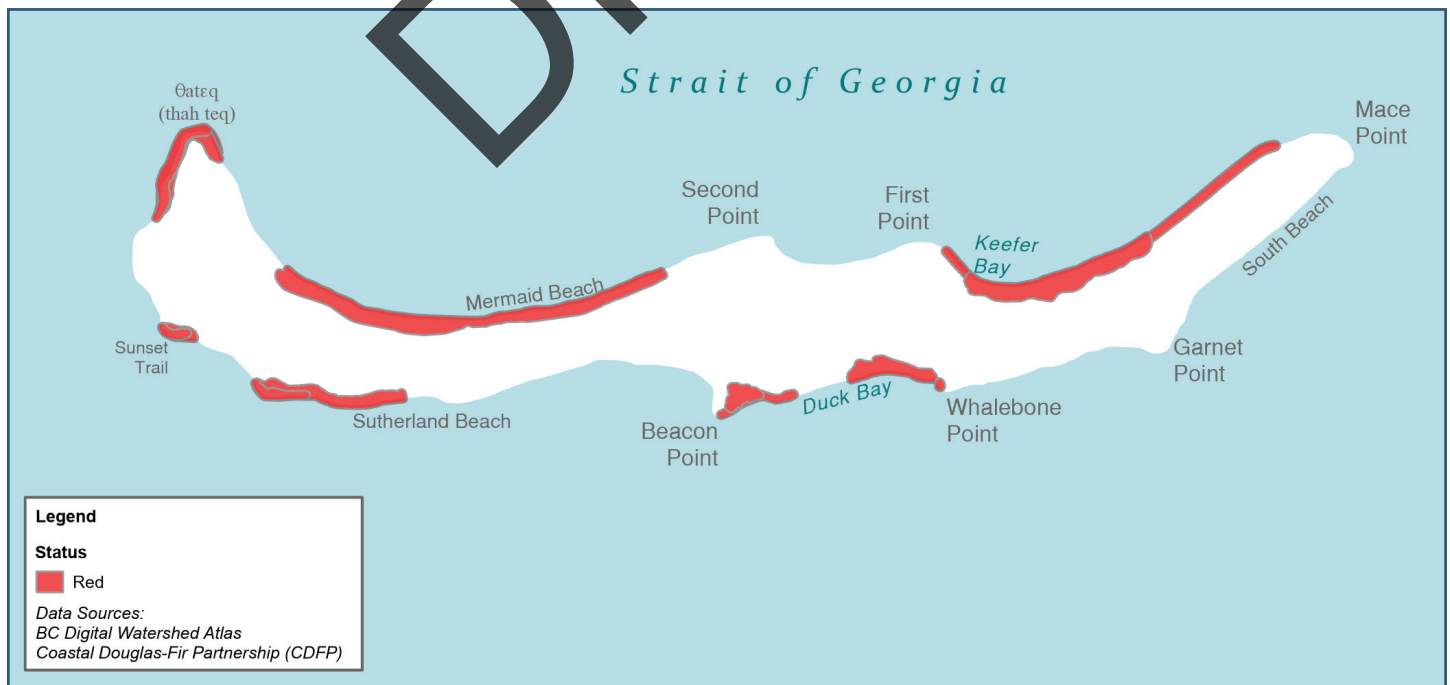 Strait of Georgia
θatεq
(thah teq)
Mace
Point
Second
Point
First
Point
Keefer
Bay
South Beach
Mermaid Beach
Sunset
Trail
Garnet
Point
Duck Bay
Sutherland Beach
Whalebone
Point
Beacon
Point
Legend
Status
Red
Data Sources:
BC Digital Watershed Atlas
Coastal Douglas-Fir Partnership (CDFP)